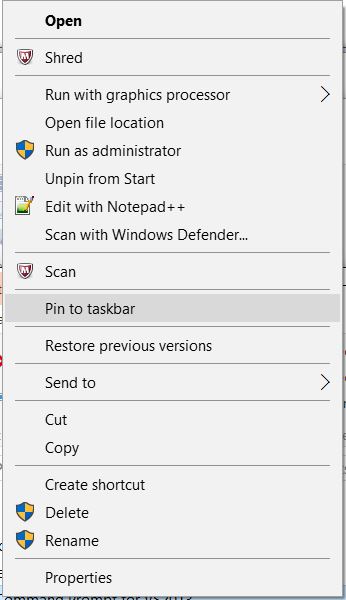 Open
Shred
Run with graphics processor
Open file location
Run as administrator
Unpin from Start
Edit with Notepad++
Scan with Windows Defender...
Scan
Pin to taskbar
Restore previous versions
Send to
Cut
Copy
Create shortcut
Delete
Rename
Properties